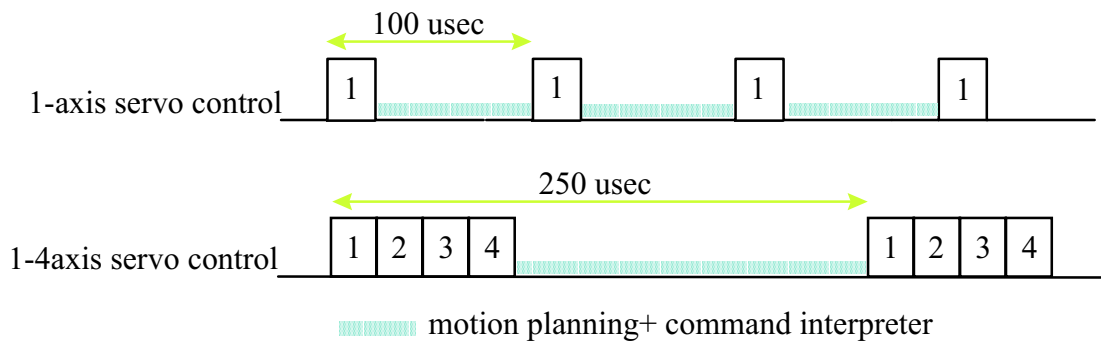 100 usec
1-axis servo control 1 1 1 1
250 usec
1-4axis servo control 1 2 3 4 1 2 3 4
motion planning+ command interpreter